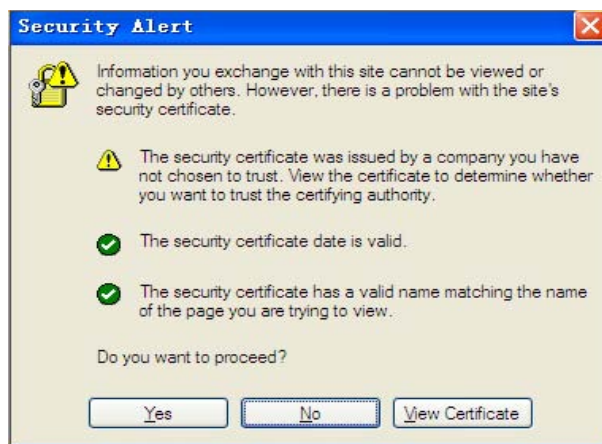 Security Alert
Information you exchange with this site cannot be viewed or
changed by others. However, there is a problem with the site's
security certificate.
The security certificate was issued by a company you have
not chosen to trust. View the certificate to determine whether
you want to trust the certifying authority.
The security certificate date is valid.
The security certificate has a valid name matching the name
of the page you are trying to view.
Do you want to proceed?
Yes No View Certificate